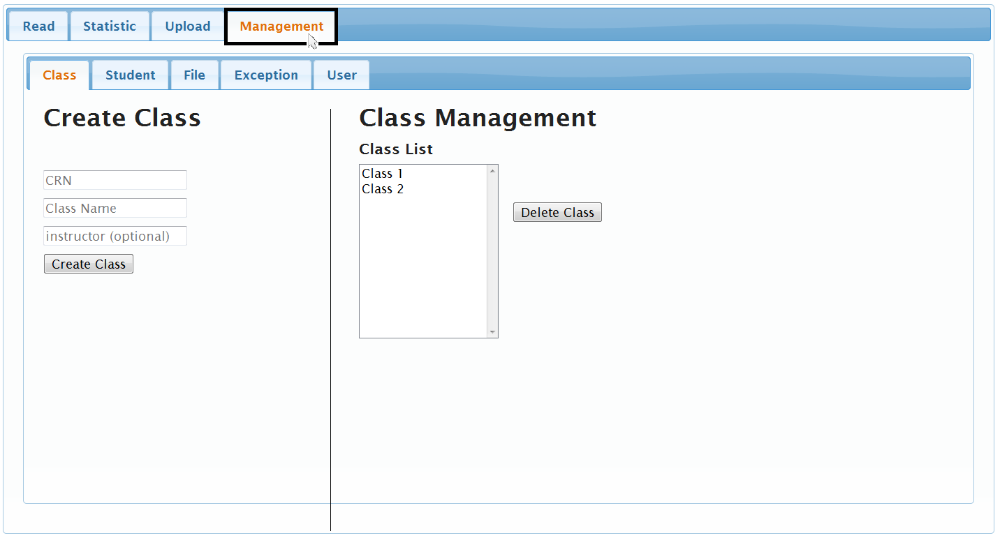 Read Statistic Upload Management
Class Student File Exception User
Create Class
CRN
Class Name
instructor (optional)
Create Class
Class Management
Class List
Class 1
Class 2
Delete Class